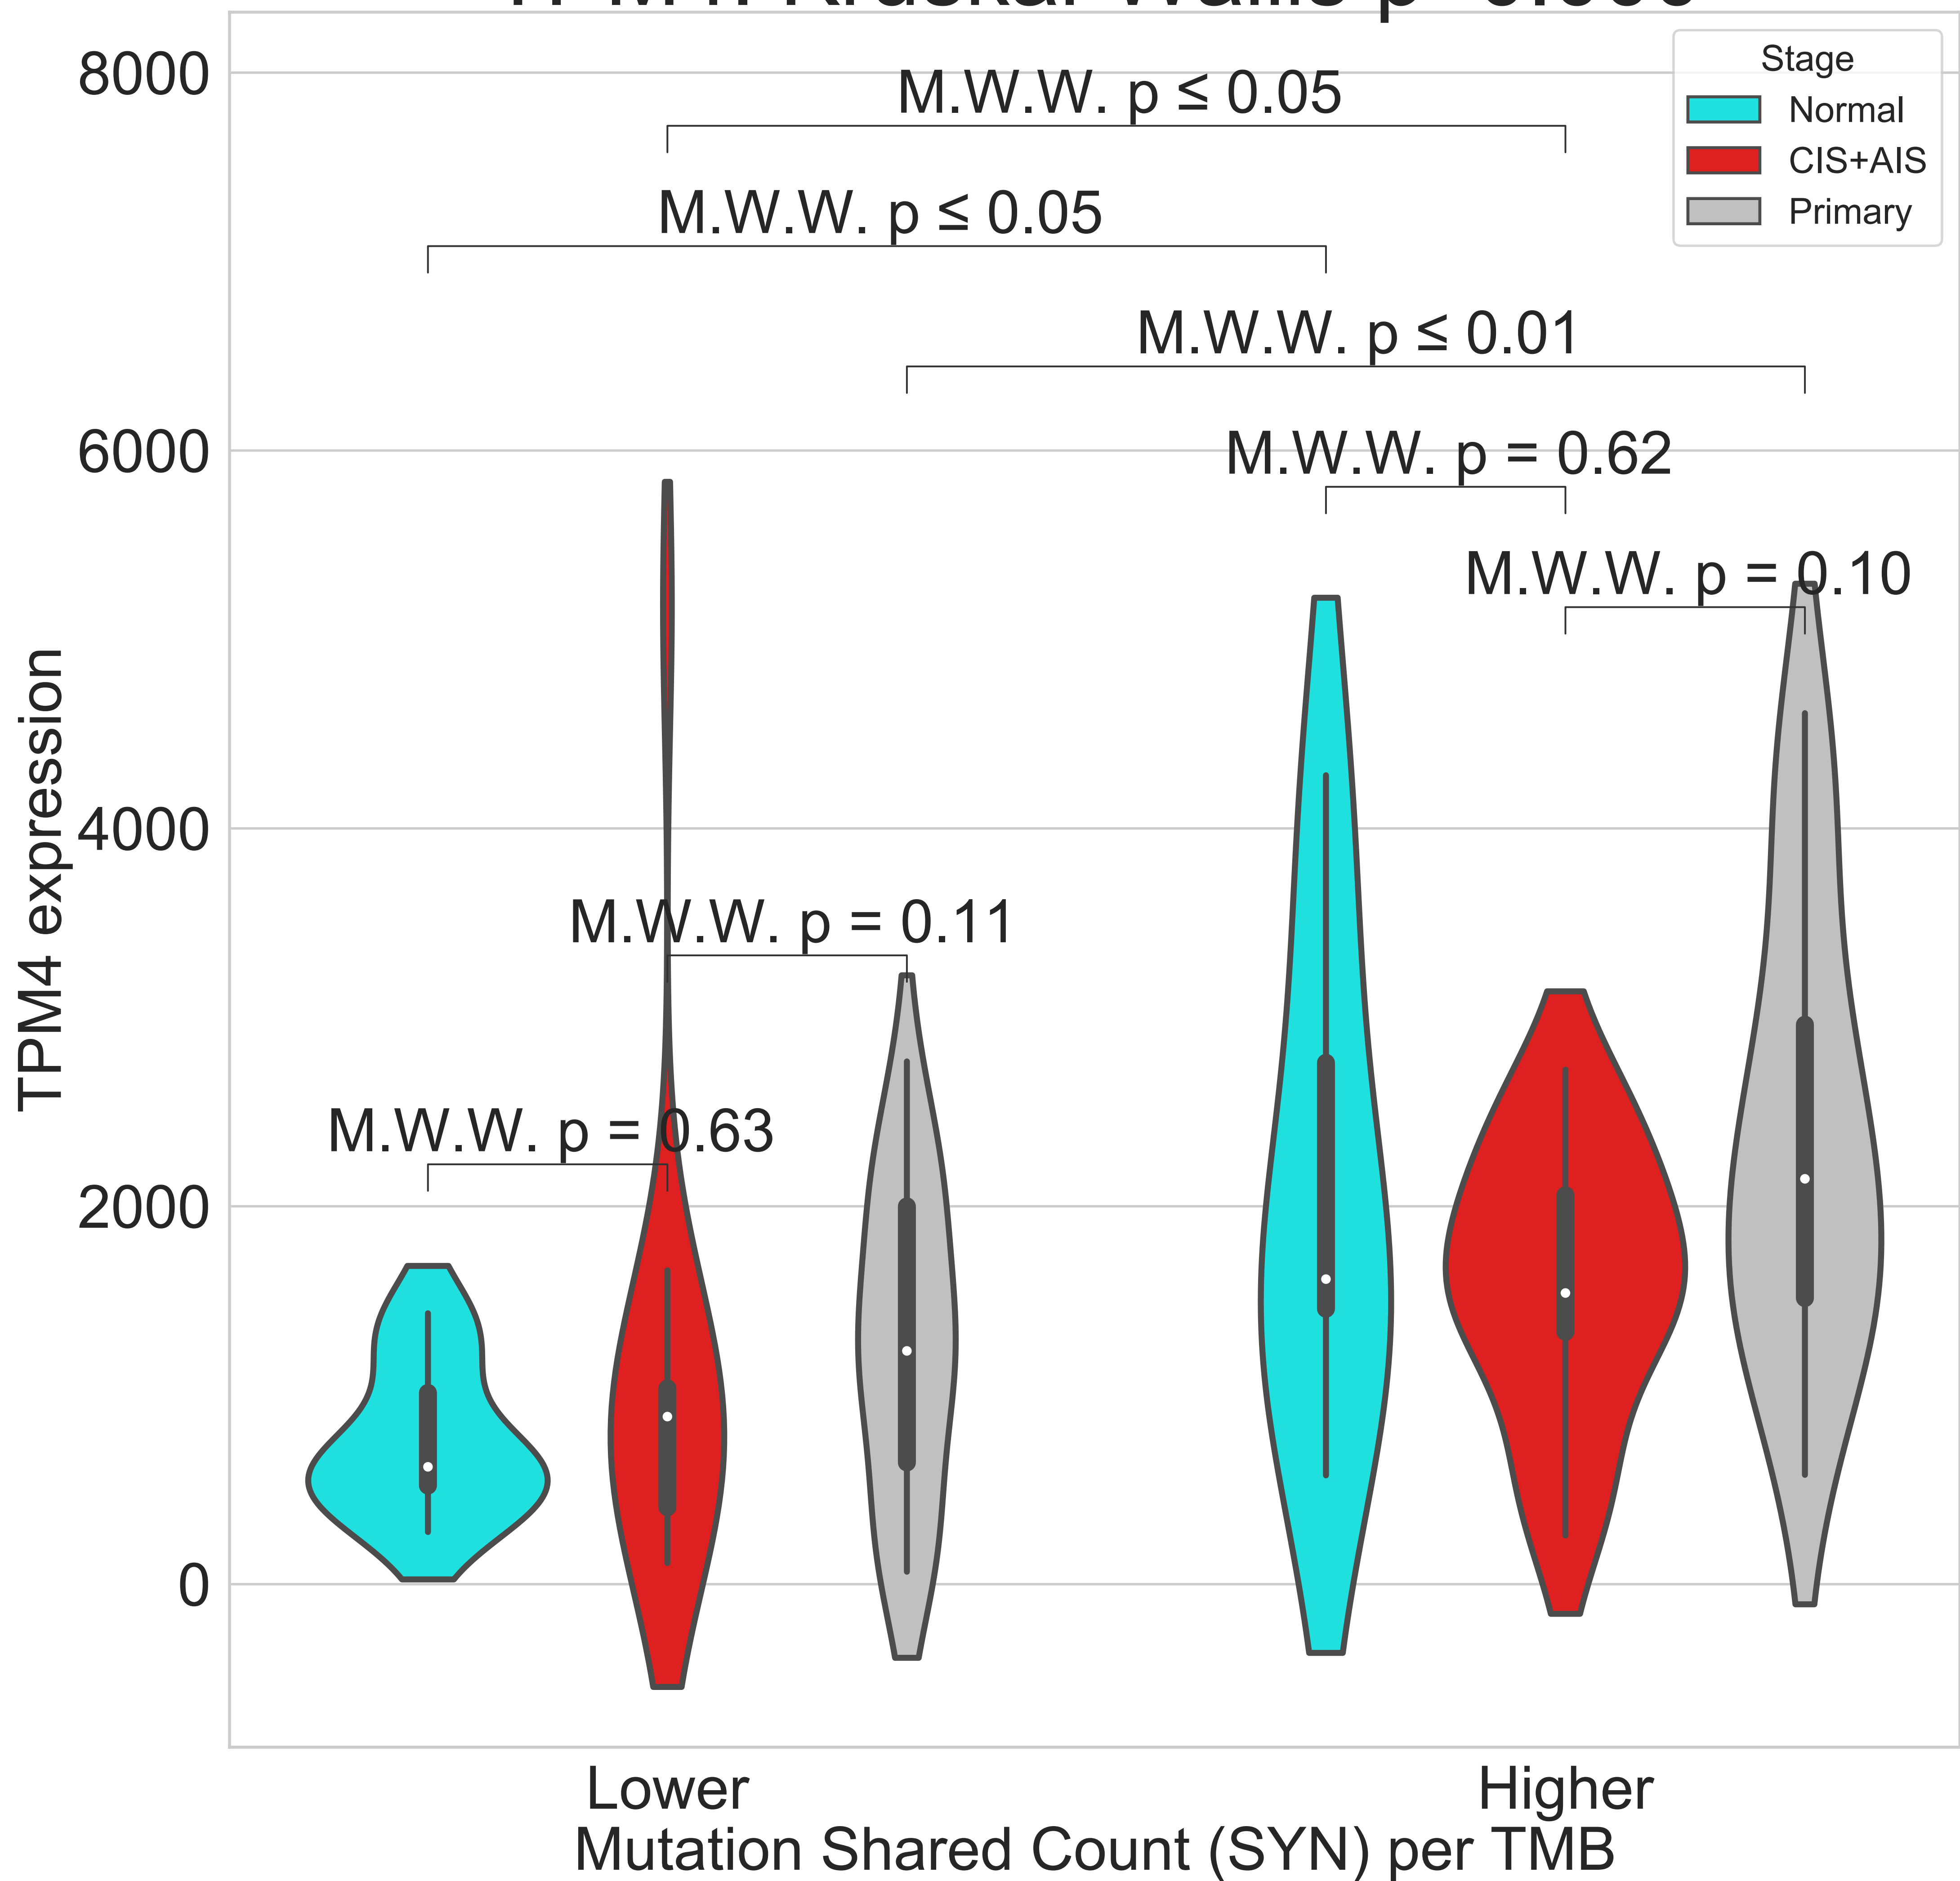 8000
6000
4000
2000
0
TPM4 expression
M.W.W. p ≤ 0.05
M.W.W. p ≤ 0.05
M.W.W. p ≤ 0.01
M.W.W. p = 0.62
M.W.W. p = 0.10
M.W.W. p = 0.11
M.W.W. p = 0.63
Stage
Normal
CIS+AIS
Primary
Lower
Higher
Mutation Shared Count (SYN) per TMB